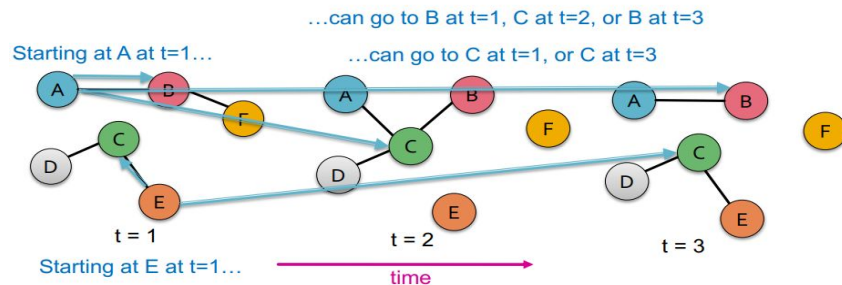 …can go to B at t=1, C at t=2, or B at t=3
Starting at A at t=1…
…can go to C at t=1, or C at t=3
A B F C D E
A B F C D E
A B F C D E
t = 1
t = 2
t = 3
Starting at E at t=1…
time